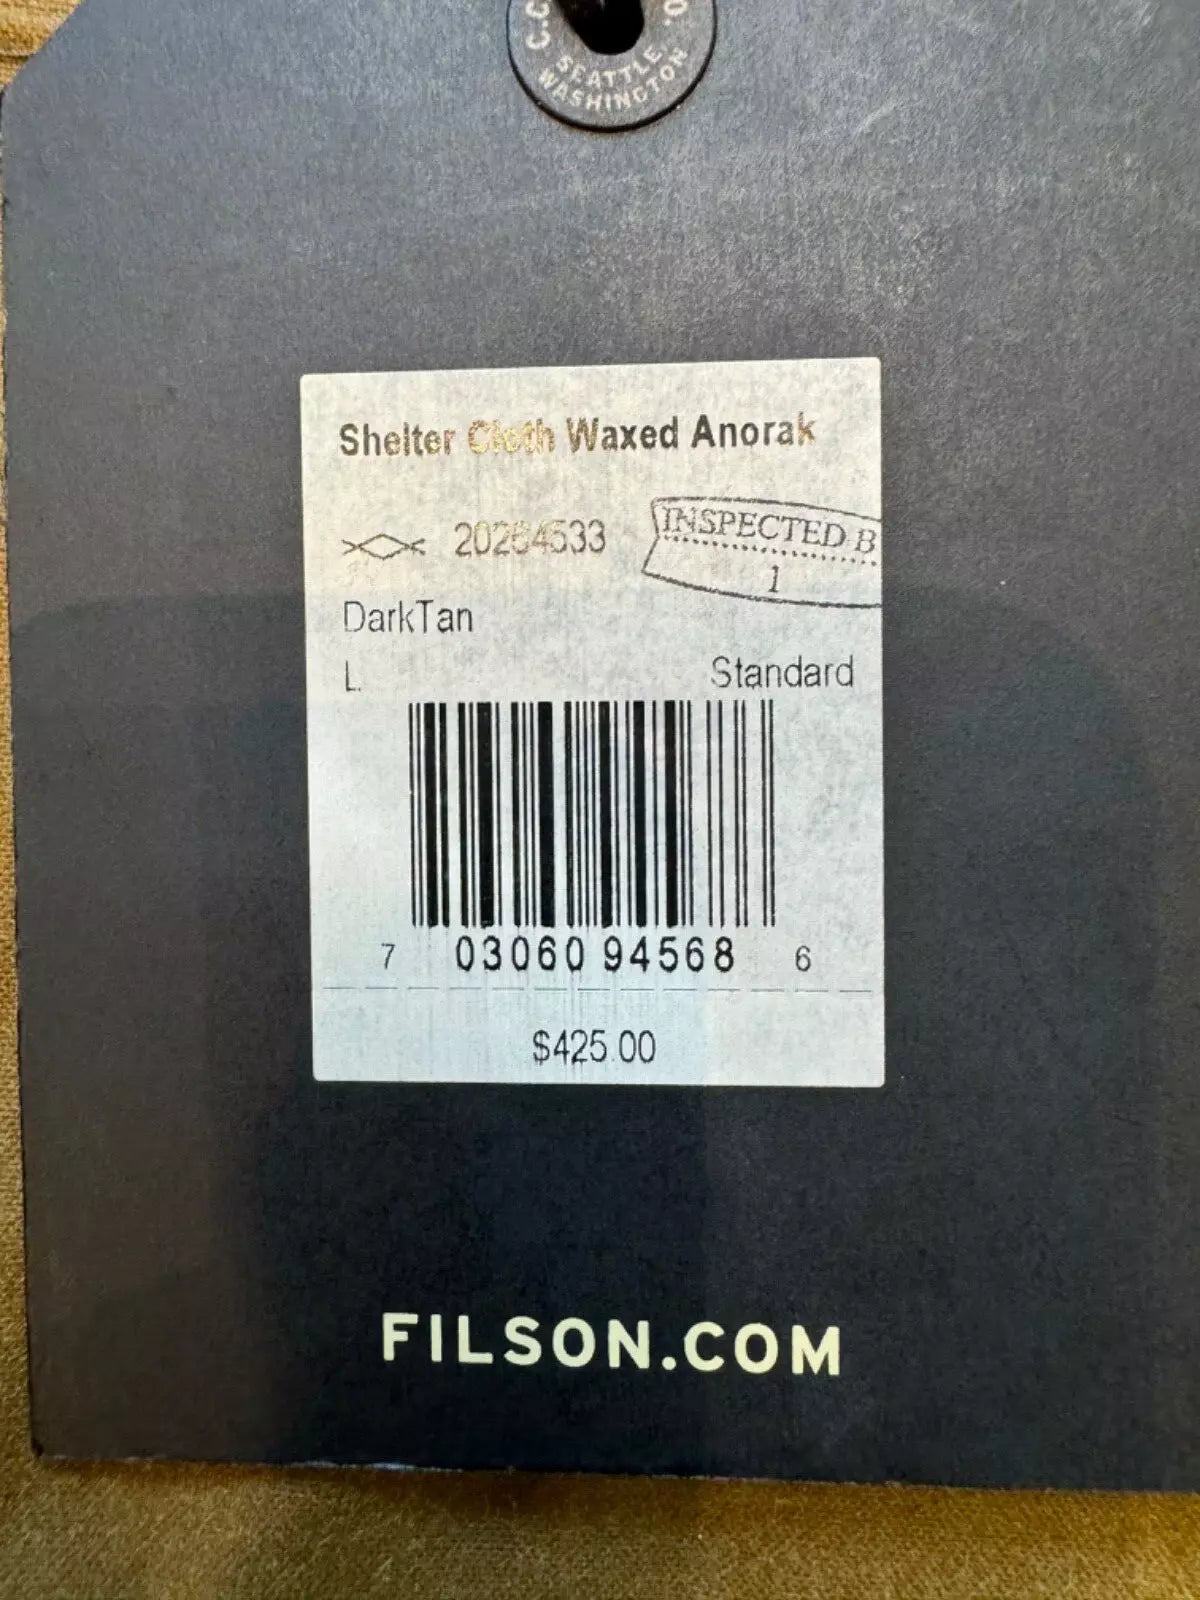 C.C. O.
SEATTLE,
WASHINGTON
Shelter Cloth Waxed Anorak
20264533
INSPECTED B
1
DarkTan
L.
Standard
7 03060 94568 6
$425.00
FILSON.COM